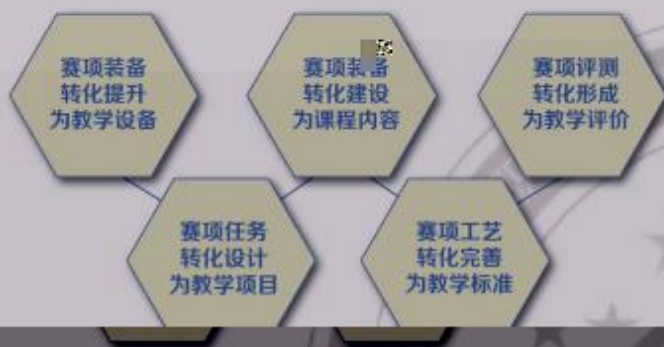 赛项装备
转化提升
为教学设备
赛项装备
转化建设
为课程内容
赛项评测
转化形成
为教学评价
赛项任务
转化设计
为教学项目
赛项工艺
转化完善
为教学标准